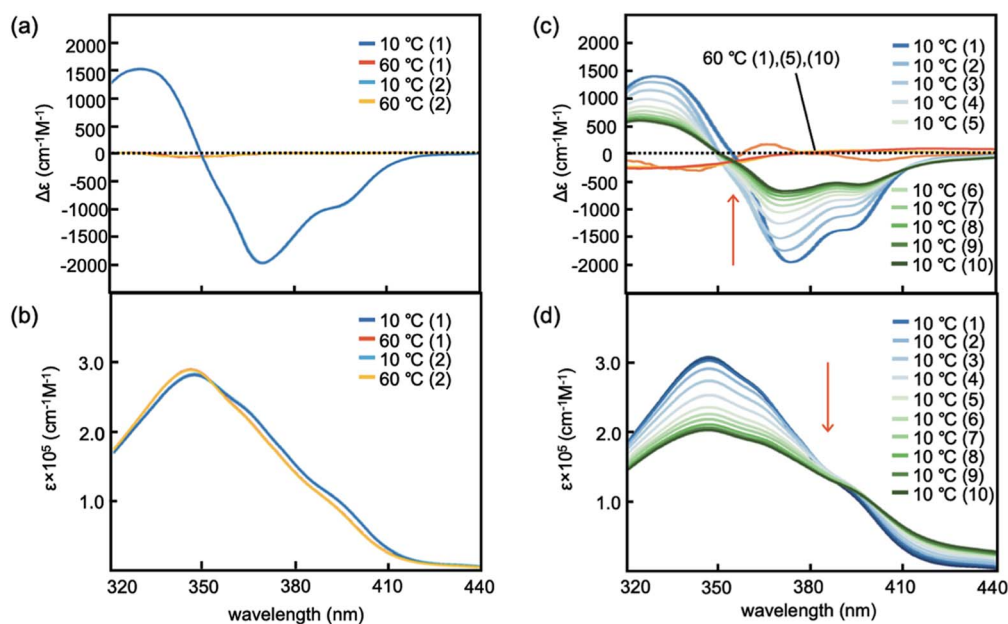 (a)
Δε (cm-1M-1)
2000
1500
1000
500
0
-500
-1000
-1500
-2000
10 °C (1)
60 °C (1)
10 °C (2)
60 °C (2)
(b)
ε×10⁵ (cm-1M-1)
3.0
2.0
1.0
10 °C (1)
60 °C (1)
10 °C (2)
60 °C (2)
320
350
380
410
440
wavelength (nm)
(c)
Δε (cm-1M-1)
2000
1500
1000
500
0
-500
-1000
-1500
-2000
60 °C (1),(5),(10)
10 °C (1)
10 °C (2)
10 °C (3)
10 °C (4)
10 °C (5)
10 °C (6)
10 °C (7)
10 °C (8)
10 °C (9)
10 °C (10)
(d)
ε×10⁵ (cm-1M-1)
3.0
2.0
1.0
10 °C (1)
10 °C (2)
10 °C (3)
10 °C (4)
10 °C (5)
10 °C (6)
10 °C (7)
10 °C (8)
10 °C (9)
10 °C (10)
320
350
380
410
440
wavelength (nm)